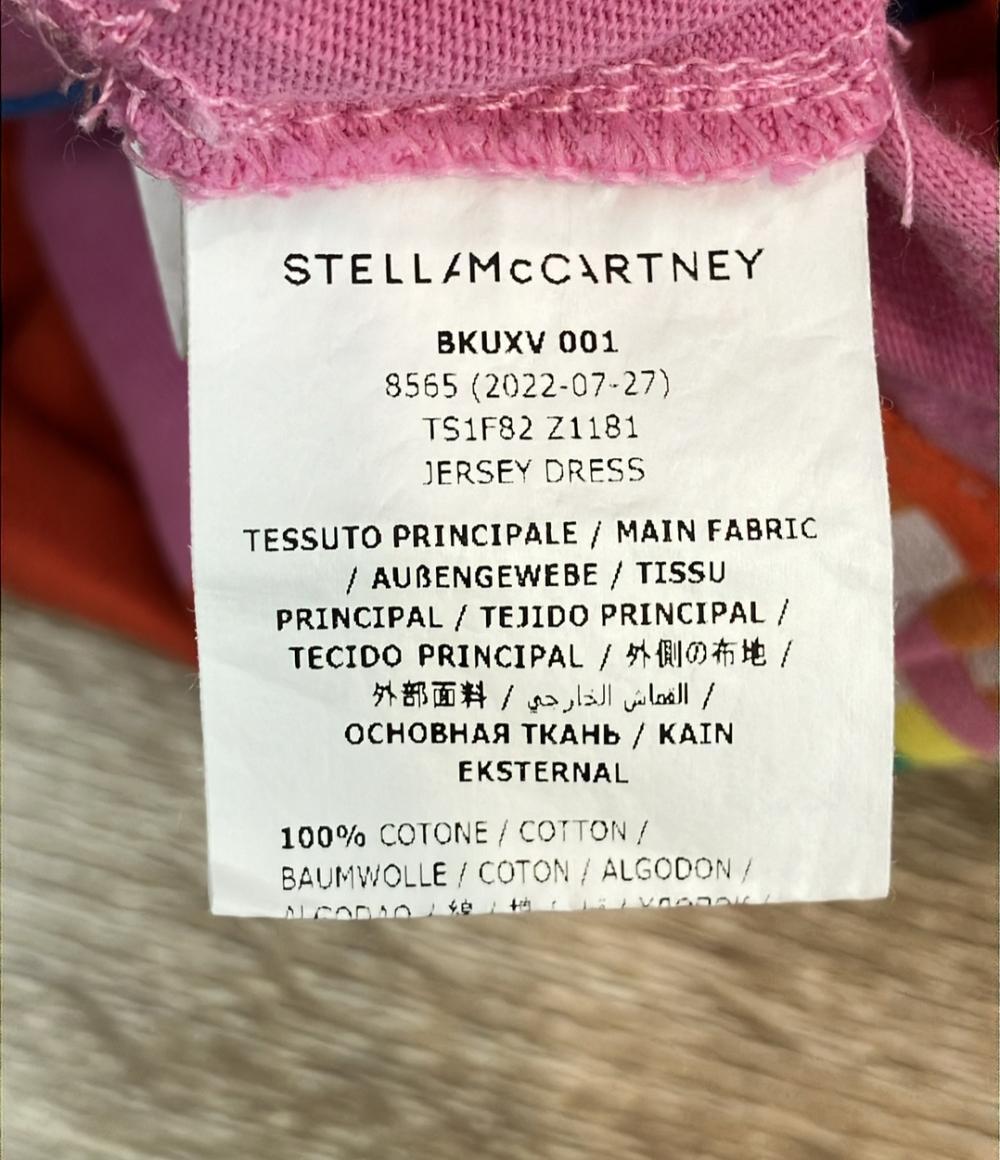 STELLA McCARTNEY
BKUXV 001
8565 (2022-07-27)
TS1F82 Z1181
JERSEY DRESS
TESSUTO PRINCIPALE / MAIN FABRIC
/ AUßENGEWEBE / TISSU
PRINCIPAL / TEJIDO PRINCIPAL /
TECIDO PRINCIPAL / 外側の布地 /
外部面料 / القماش الخارجي /
ОСНОВНАЯ ТКАНЬ / KAIN
EKSTERNAL
100% COTONE / COTTON /
BAUMWOLLE / COTON / ALGODON /